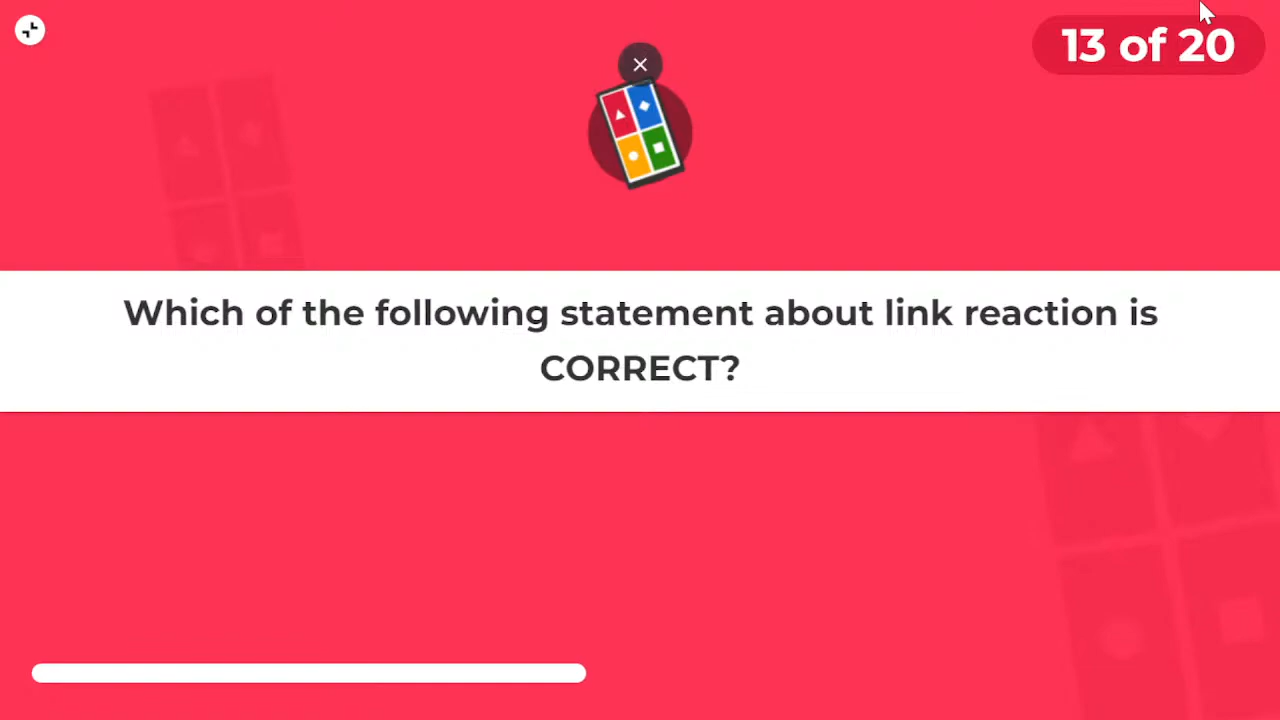 13 of 20
Which of the following statement about link reaction is
CORRECT?